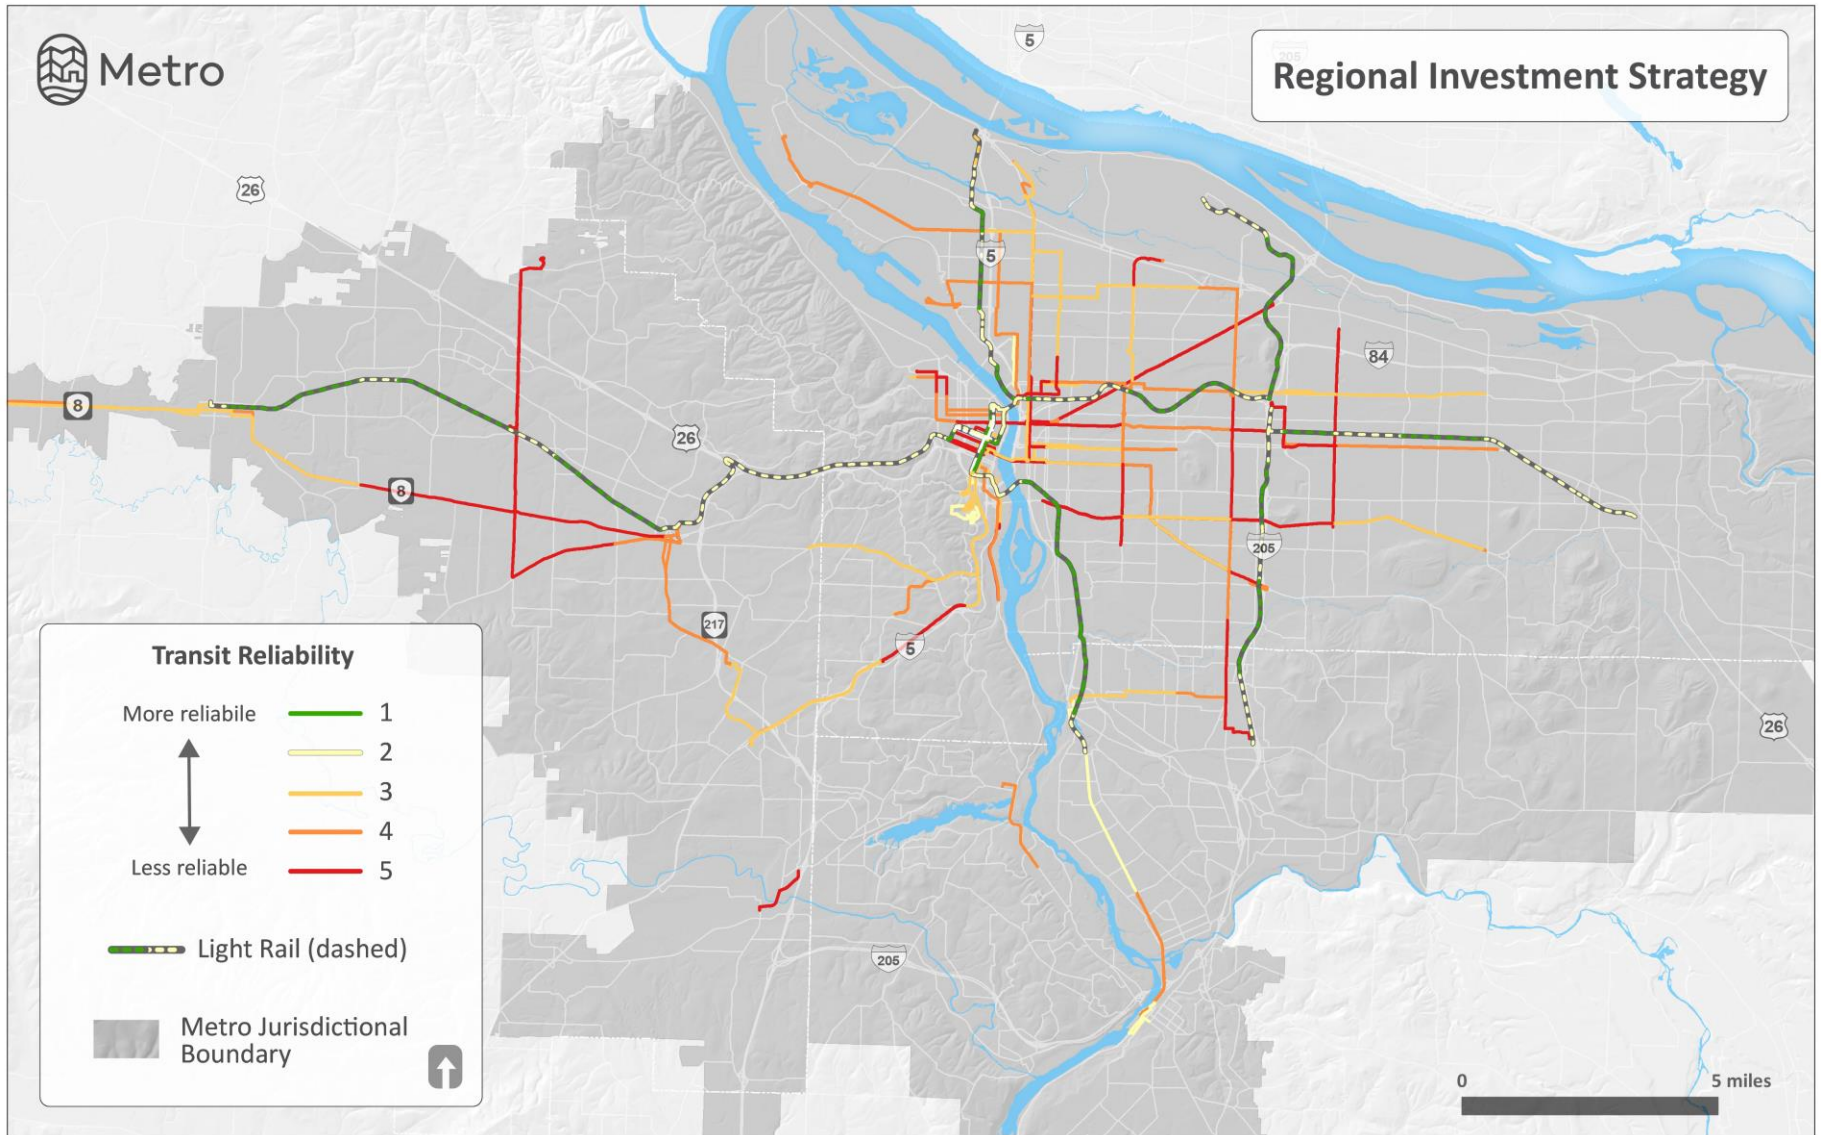 Metro
Regional Investment Strategy
5
205
26
5
84
8
26
8
205
217
5
26
205
Transit Reliability
More reliabile
1
2
3
4
Less reliable
5
Light Rail (dashed)
Metro Jurisdictional
Boundary
0
5 miles